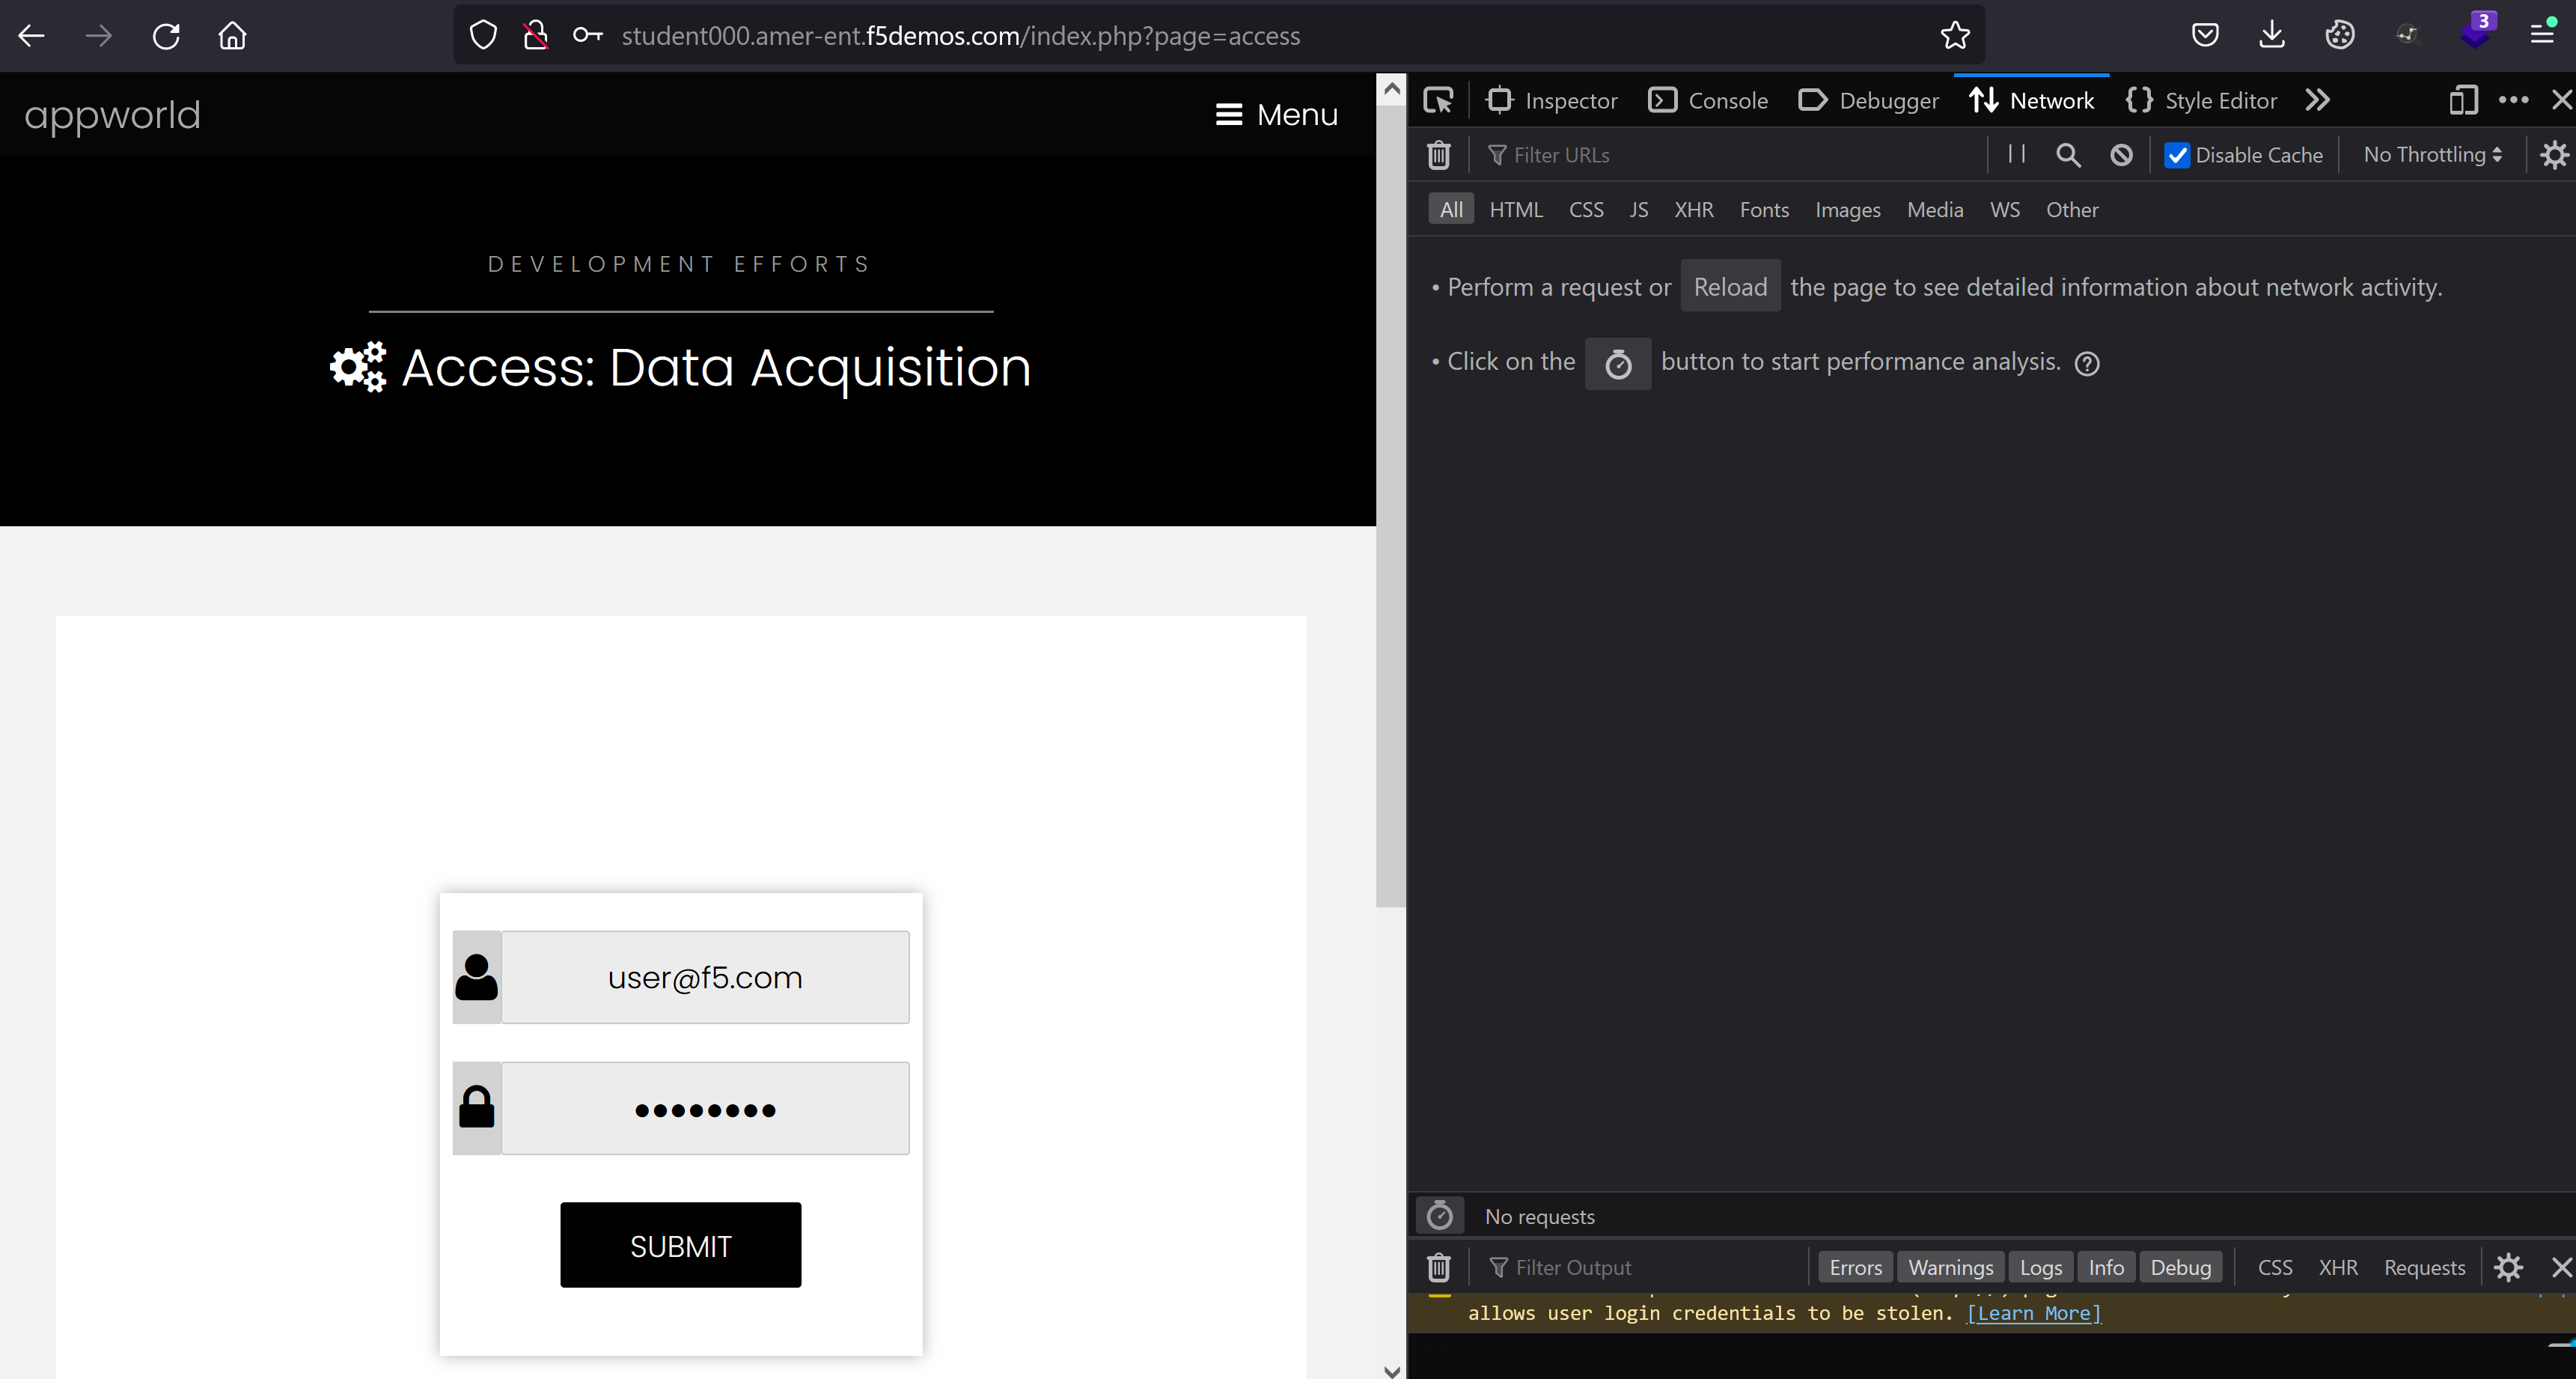 student000.amer-ent.f5demos.com/index.php?page=access
3
appworld
Menu
DEVELOPMENT EFFORTS
Access: Data Acquisition
user@f5.com
••••••••
SUBMIT
Inspector Console Debugger Network Style Editor
Filter URLs Disable Cache No Throttling
All HTML CSS JS XHR Fonts Images Media WS Other
• Perform a request or Reload the page to see detailed information about network activity.
• Click on the button to start performance analysis.
No requests
Filter Output Errors Warnings Logs Info Debug CSS XHR Requests
allows user login credentials to be stolen. [Learn More]